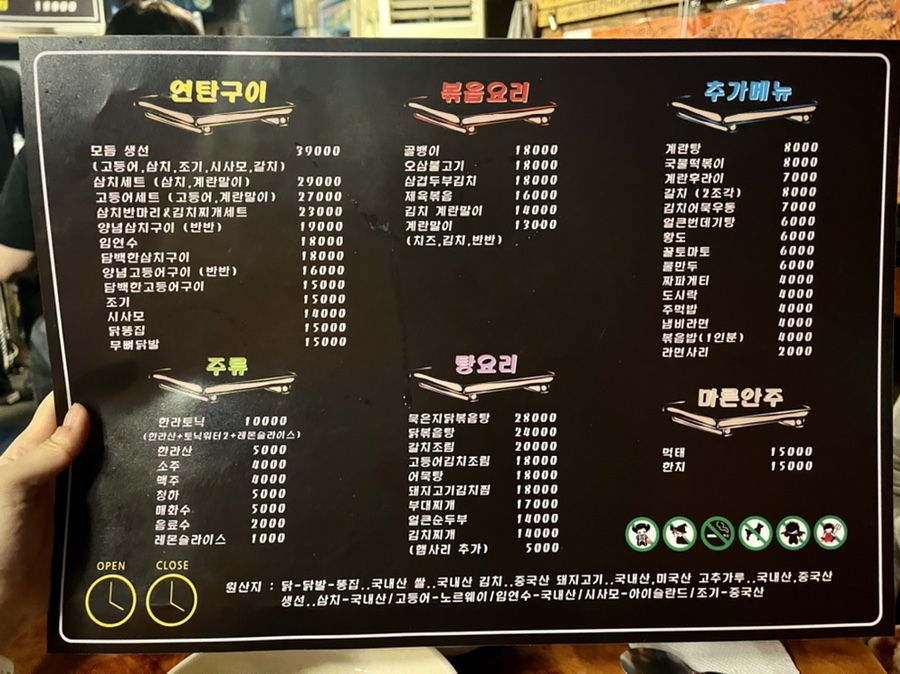 18000
연탄구이
모듬 생선 39000
(고등어,삼치,조기,시사모,갈치)
삼치세트 (삼치,계란말이) 29000
고등어세트 (고등어,계란말이) 27000
삼치반마리&김치찌개세트 23000
양념삼치구이 (반반) 19000
임연수 18000
담백한삼치구이 18000
양념고등어구이 (반반) 16000
담백한고등어구이 15000
조기 15000
시사모 14000
닭똥집 15000
무뼈닭발 15000
주류
한라토닉 10000
(한라산+토닉워터2+레몬슬라이스)
한라산 5000
소주 4000
맥주 4000
청하 5000
매화수 5000
음료수 2000
레몬슬라이스 1000
볶음요리
골뱅이 18000
오삼불고기 18000
삼겹두부김치 18000
제육볶음 16000
김치 계란말이 14000
계란말이 13000
(치즈,김치,반반)
탕요리
묵은지닭볶음탕 28000
닭볶음탕 24000
갈치조림 20000
고등어김치조림 18000
어묵탕 18000
돼지고기김치찜 18000
부대찌개 17000
얼큰순두부 14000
김치찌개 14000
(햄사리 추가) 5000
추가메뉴
계란탕 8000
국물떡볶이 8000
계란후라이 7000
갈치 (2조각) 8000
김치어묵우동 7000
얼큰번데기탕 6000
황도 6000
꿀토마토 6000
물만두 6000
짜파게티 4000
도시락 4000
주먹밥 4000
냄비라면 4000
볶음밥(1인분) 4000
라면사리 2000
마른안주
먹태 15000
한치 15000
OPEN CLOSE
원산지 : 닭-닭발-똥집..국내산 쌀..국내산 김치..중국산 돼지고기..국내산,미국산 고추가루..국내산,중국산
생선..삼치-국내산/고등어-노르웨이/임연수-국내산/시사모-아이슬란드/조기-중국산